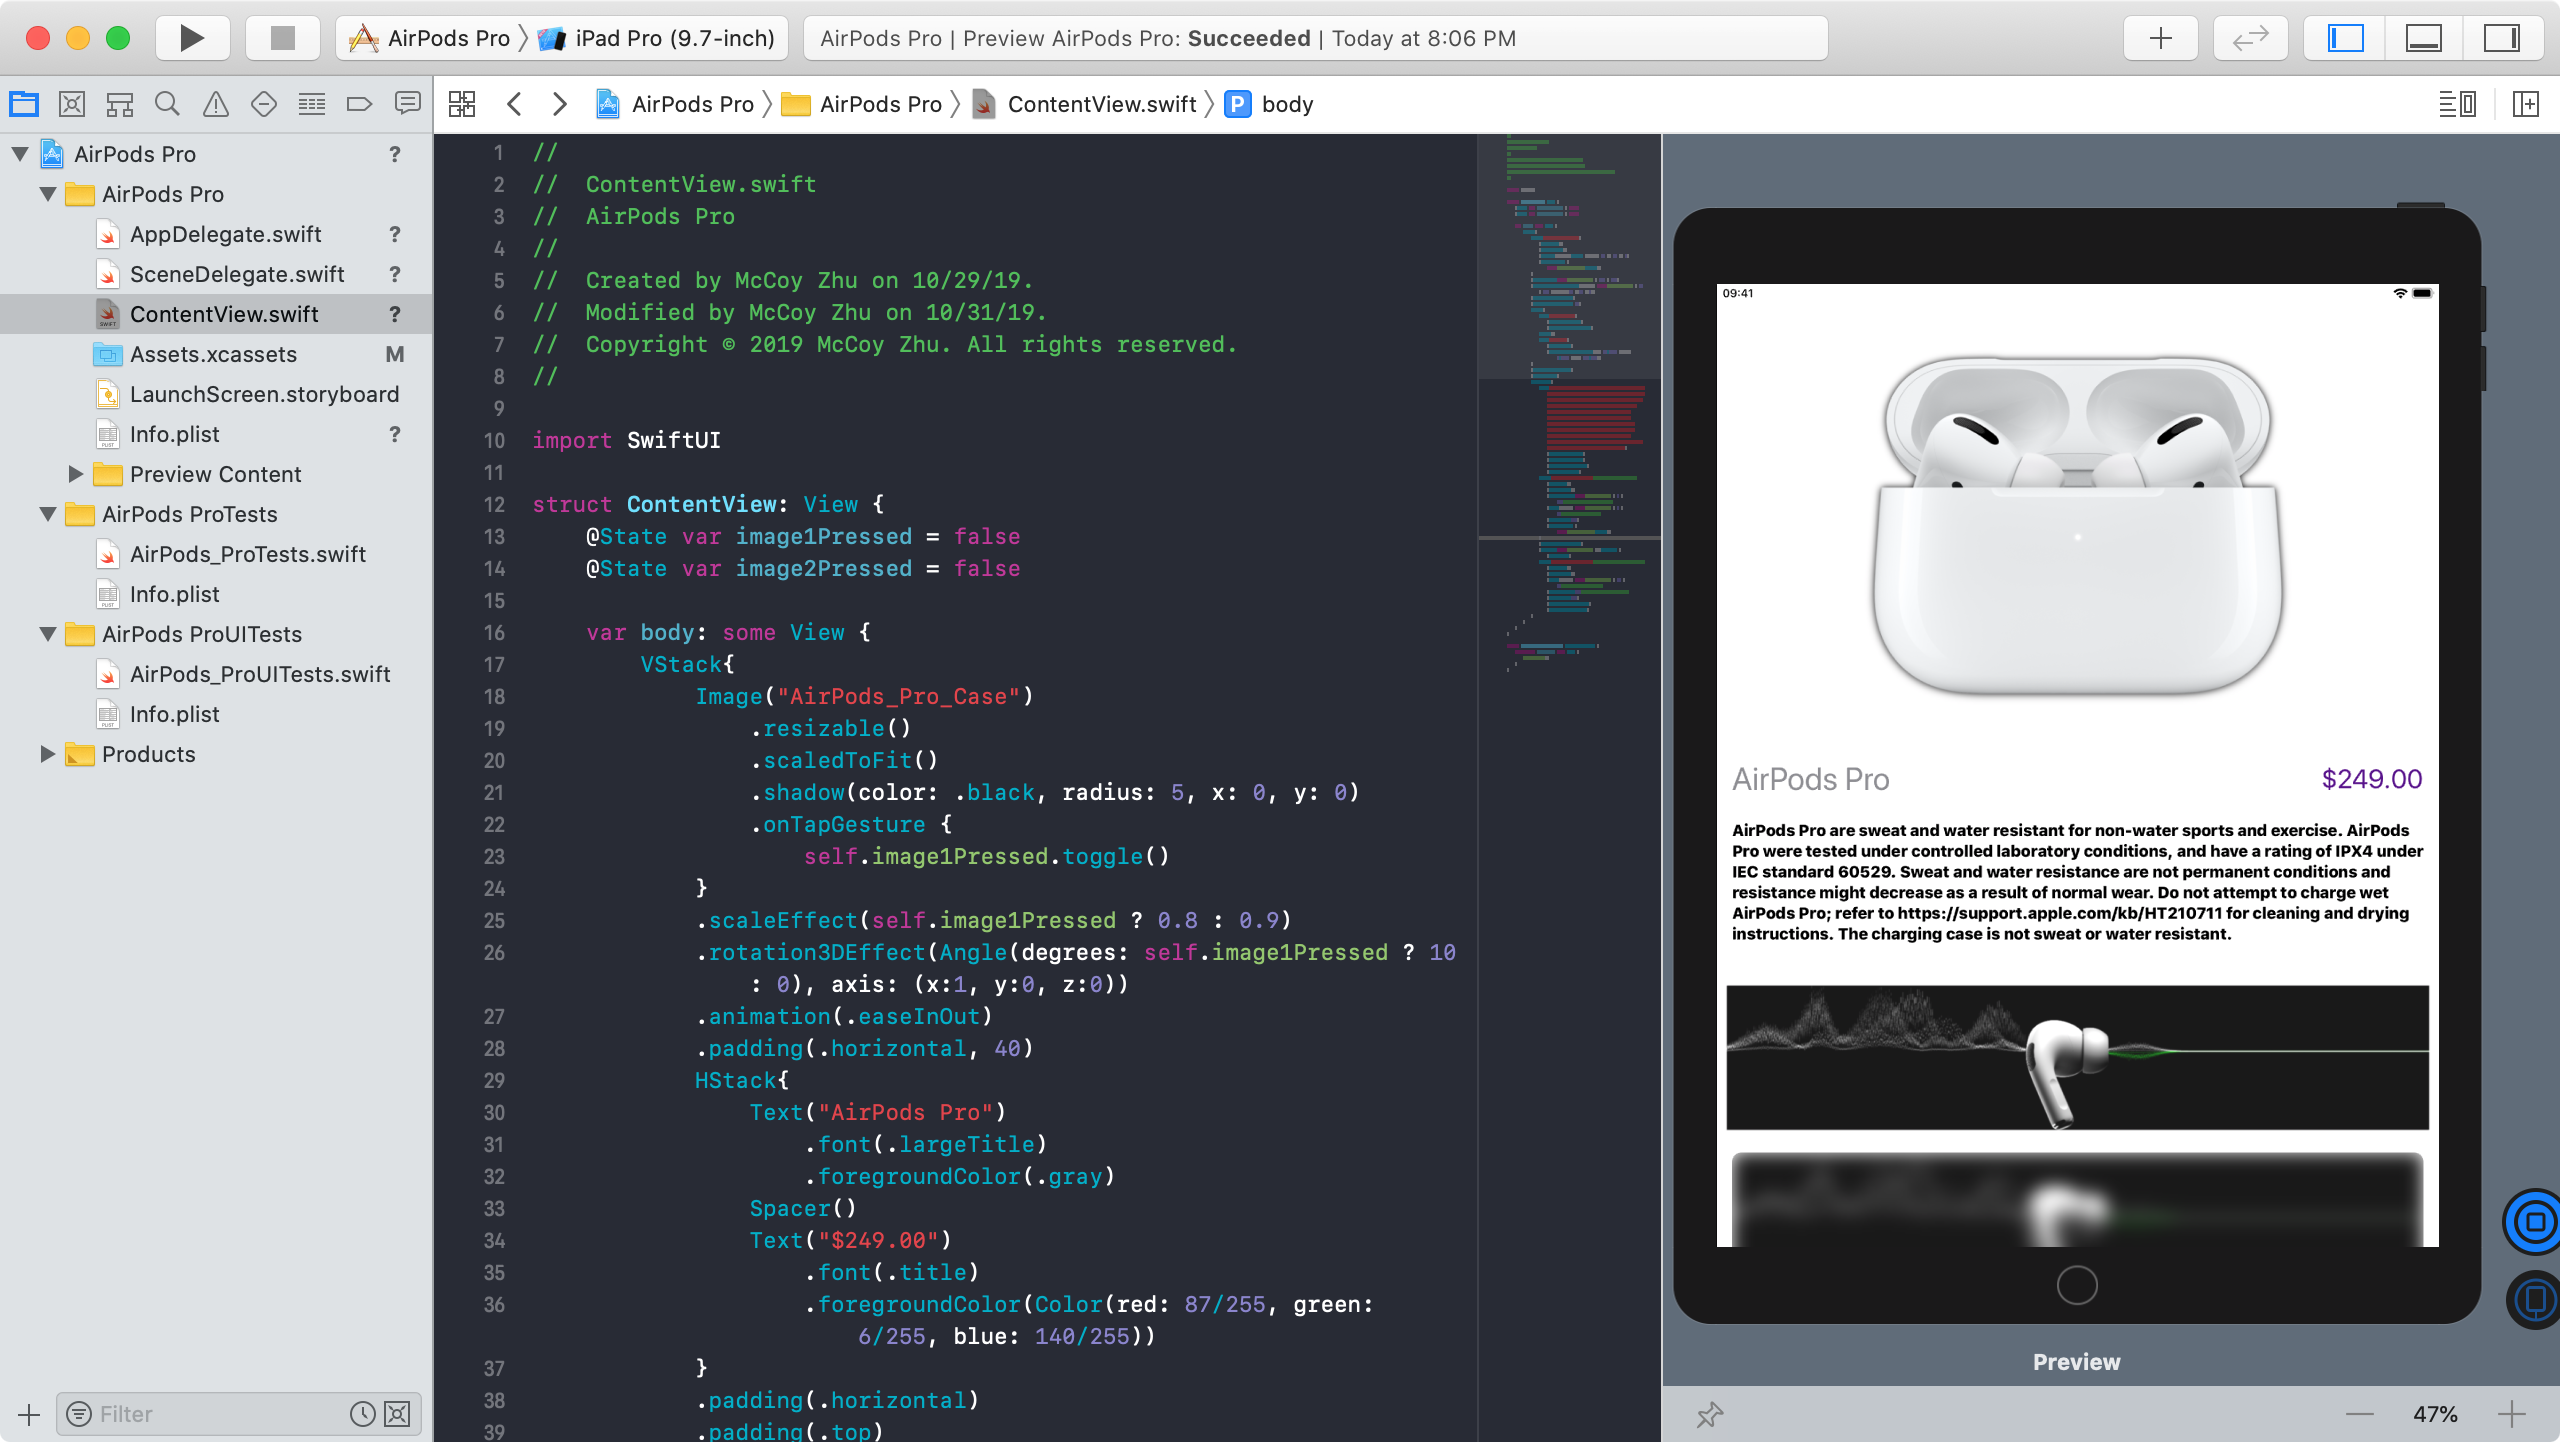 AirPods Pro
iPad Pro (9.7-inch)
AirPods Pro | Preview AirPods Pro: Succeeded | Today at 8:06 PM
AirPods Pro
AirPods Pro
ContentView.swift
P
body
AirPods Pro ?
AirPods Pro
AppDelegate.swift ?
SceneDelegate.swift ?
ContentView.swift ?
Assets.xcassets M
LaunchScreen.storyboard
Info.plist ?
Preview Content
AirPods ProTests
AirPods_ProTests.swift
Info.plist
AirPods ProUITests
AirPods_ProUITests.swift
Info.plist
Products
Filter
1 //
2 //  ContentView.swift
3 //  AirPods Pro
4 //
5 //  Created by McCoy Zhu on 10/29/19.
6 //  Modified by McCoy Zhu on 10/31/19.
7 //  Copyright © 2019 McCoy Zhu. All rights reserved.
8 //
9
10 import SwiftUI
11
12 struct ContentView: View {
13     @State var image1Pressed = false
14     @State var image2Pressed = false
15
16     var body: some View {
17         VStack{
18             Image("AirPods_Pro_Case")
19                 .resizable()
20                 .scaledToFit()
21                 .shadow(color: .black, radius: 5, x: 0, y: 0)
22                 .onTapGesture {
23                     self.image1Pressed.toggle()
24             }
25             .scaleEffect(self.image1Pressed ? 0.8 : 0.9)
26             .rotation3DEffect(Angle(degrees: self.image1Pressed ? 10
: 0), axis: (x:1, y:0, z:0))
27             .animation(.easeInOut)
28             .padding(.horizontal, 40)
29             HStack{
30                 Text("AirPods Pro")
31                     .font(.largeTitle)
32                     .foregroundColor(.gray)
33                 Spacer()
34                 Text("$249.00")
35                     .font(.title)
36                     .foregroundColor(Color(red: 87/255, green:
6/255, blue: 140/255))
37             }
38             .padding(.horizontal)
39             .padding(.top)
09:41
AirPods Pro
$249.00
AirPods Pro are sweat and water resistant for non-water sports and exercise. AirPods
Pro were tested under controlled laboratory conditions, and have a rating of IPX4 under
IEC standard 60529. Sweat and water resistance are not permanent conditions and
resistance might decrease as a result of normal wear. Do not attempt to charge wet
AirPods Pro; refer to https://support.apple.com/kb/HT210711 for cleaning and drying
instructions. The charging case is not sweat or water resistant.
Preview
47%